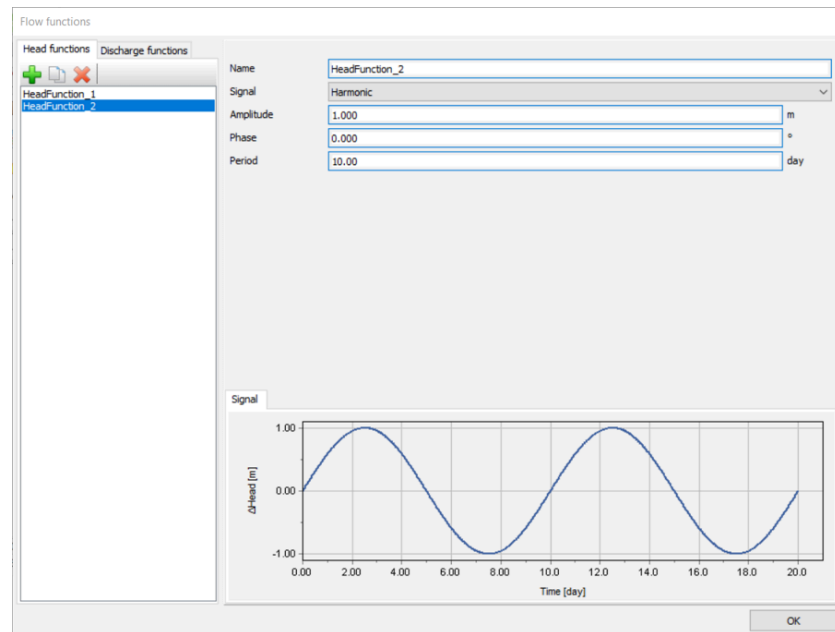 Flow functions
Head functions Discharge functions
HeadFunction_1
HeadFunction_2
Name HeadFunction_2
Signal Harmonic
Amplitude 1.000 m
Phase 0.000 °
Period 10.00 day
Signal
1.00
0.00
-1.00
ΔHead [m]
0.00 2.00 4.00 6.00 8.00 10.0 12.0 14.0 16.0 18.0 20.0
Time [day]
OK